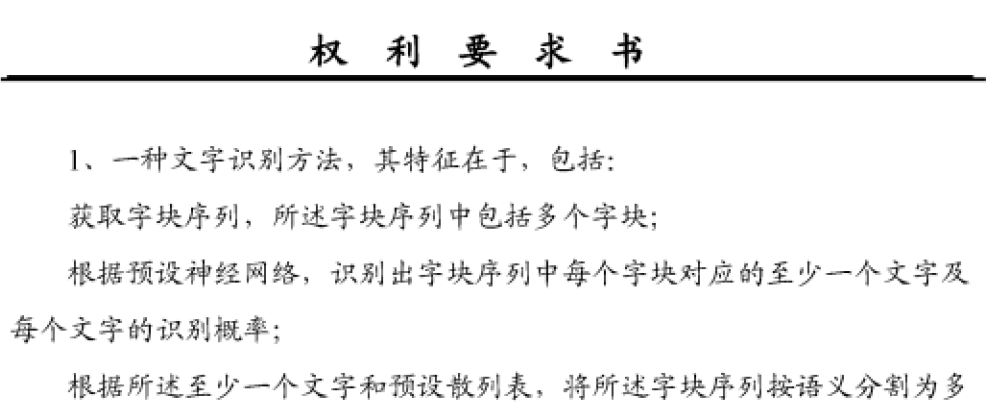 权利要求书
1、一种文字识别方法，其特征在于，包括：
获取字块序列，所述字块序列中包括多个字块；
根据预设神经网络，识别出字块序列中每个字块对应的至少一个文字及
每个文字的识别概率；
根据所述至少一个文字和预设散列表，将所述字块序列按语义分割为多